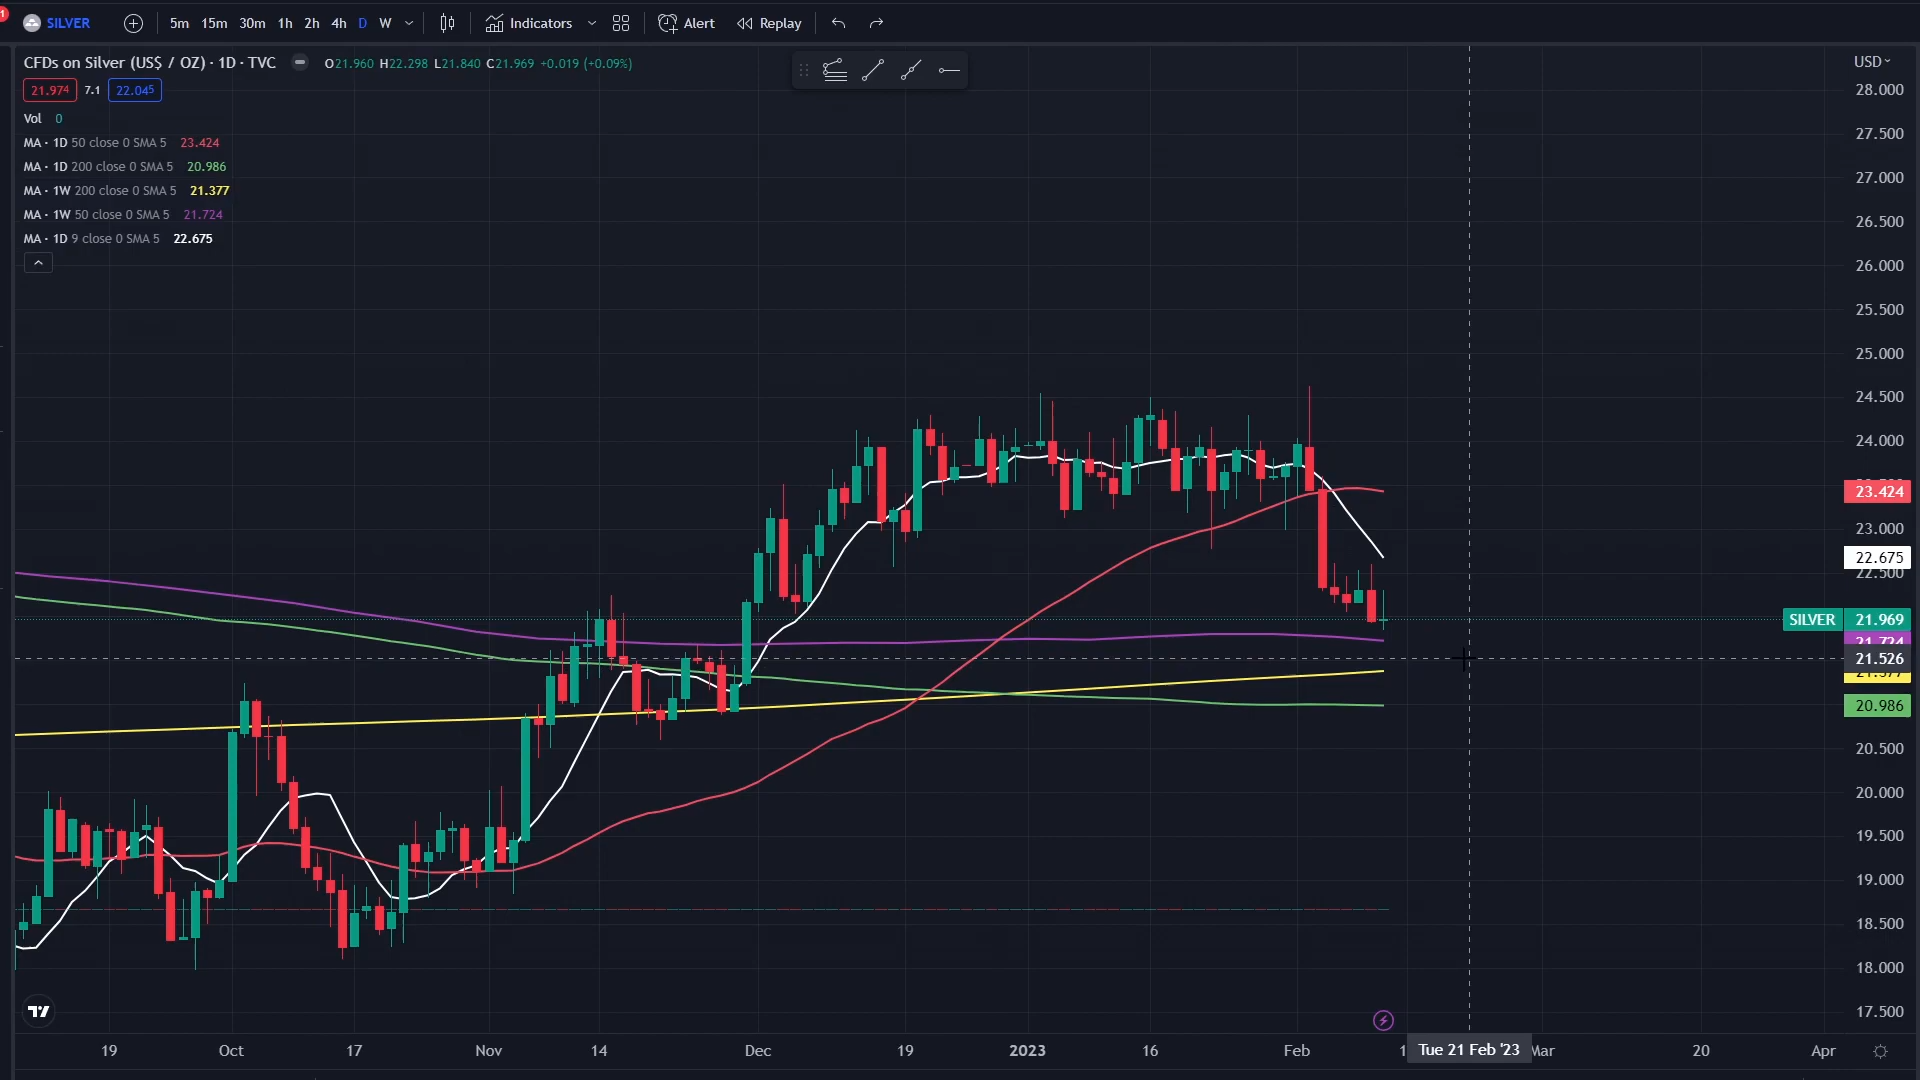 1
SILVER 5m 15m 30m 1h 2h 4h D W Indicators Alert Replay
CFDs on Silver (US$ / OZ) · 1D · TVC O21.960 H22.298 L21.840 C21.969 +0.019 (+0.09%)
USD
21.974 7.1 22.045
Vol 0
MA · 1D 50 close 0 SMA 5 23.424
MA · 1D 200 close 0 SMA 5 20.986
MA · 1W 200 close 0 SMA 5 21.377
MA · 1W 50 close 0 SMA 5 21.724
MA · 1D 9 close 0 SMA 5 22.675
28.000
27.500
27.000
26.500
26.000
25.500
25.000
24.500
24.000
23.424
23.000
22.675
22.500
SILVER 21.969
21.724
21.526
21.377
20.986
20.500
20.000
19.500
19.000
18.500
18.000
17.500
19 Oct 17 Nov 14 Dec 19 2023 16 Feb Tue 21 Feb '23 Mar 20 Apr